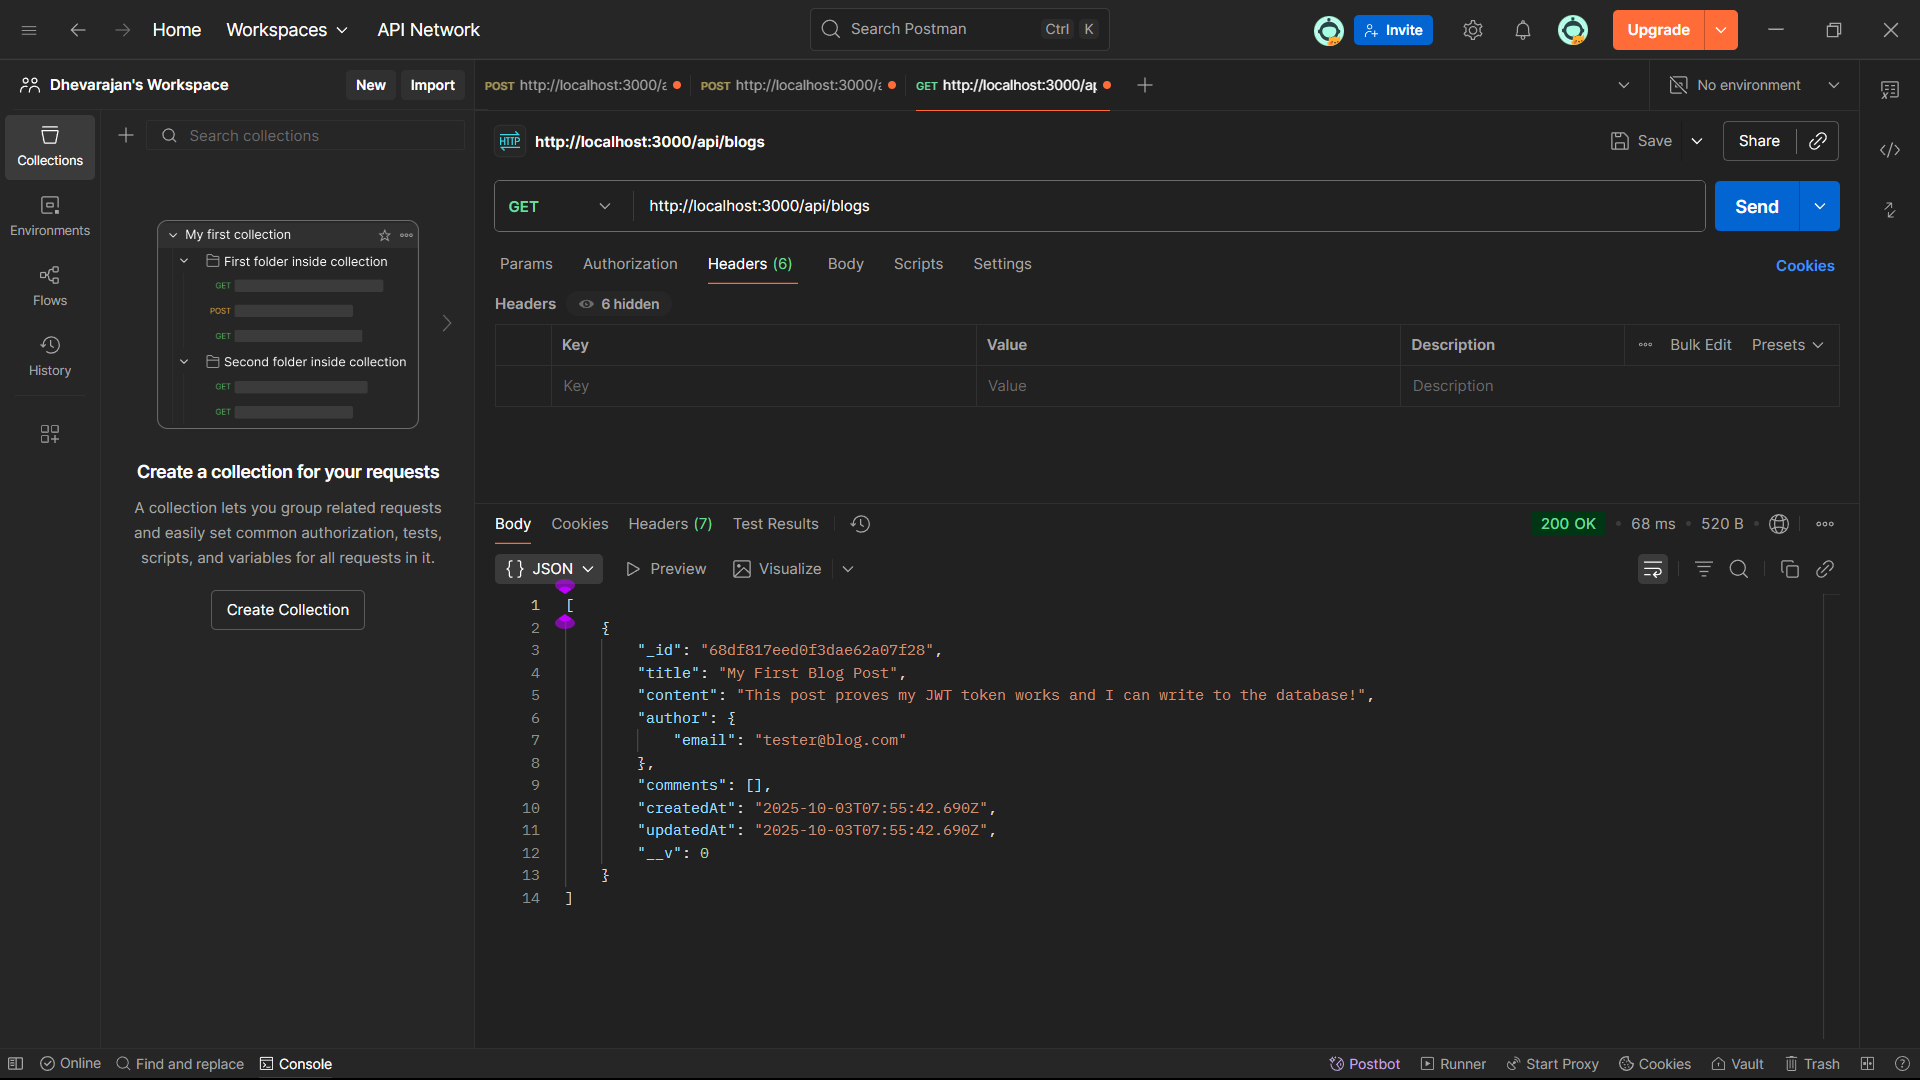 Home Workspaces API Network Search Postman Ctrl K Invite Upgrade
Dhevarajan's Workspace New Import
POST http://localhost:3000/a POST http://localhost:3000/a GET http://localhost:3000/ap No environment
Collections
Environments
Flows
History
Search collections
My first collection
First folder inside collection
GET
POST
GET
Second folder inside collection
GET
GET
Create a collection for your requests
A collection lets you group related requests
and easily set common authorization, tests,
scripts, and variables for all requests in it.
Create Collection
HTTP http://localhost:3000/api/blogs Save Share
GET http://localhost:3000/api/blogs Send
Params Authorization Headers (6) Body Scripts Settings Cookies
Headers 6 hidden
Key Value Description Bulk Edit Presets
Key Value Description
Body Cookies Headers (7) Test Results 200 OK 68 ms 520 B
{} JSON Preview Visualize
1 [
2 {
3 "_id": "68df817eed0f3dae62a07f28",
4 "title": "My First Blog Post",
5 "content": "This post proves my JWT token works and I can write to the database!",
6 "author": {
7 "email": "tester@blog.com"
8 },
9 "comments": [],
10 "createdAt": "2025-10-03T07:55:42.690Z",
11 "updatedAt": "2025-10-03T07:55:42.690Z",
12 "__v": 0
13 }
14 ]
Online Find and replace Console Postbot Runner Start Proxy Cookies Vault Trash